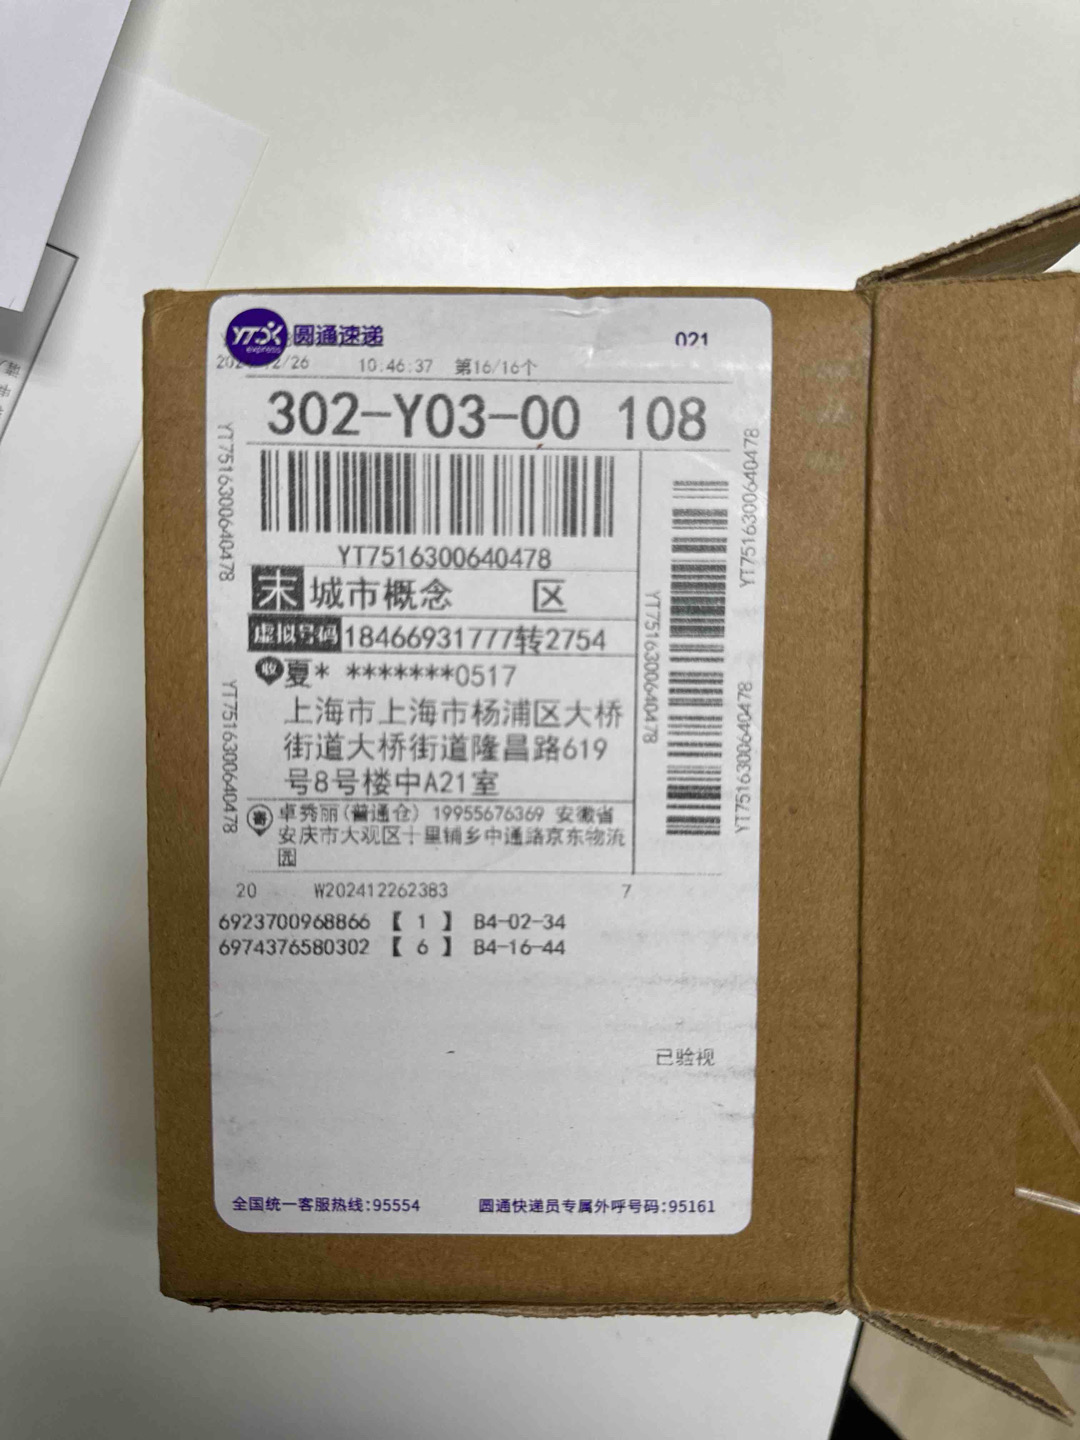 YTO express 圆通速递
021
12/26 10:46:37 第16/16个
302-Y03-00 108
YT7516300640478
末 城市概念 区
虚拟号码 18466931777转2754
收 夏* *******0517
上海市上海市杨浦区大桥
街道大桥街道隆昌路619
号8号楼中A21室
寄 卓秀丽(普通仓) 19955676369 安徽省
安庆市大观区十里铺乡中通路京东物流
园
20 W202412262383 7
6923700968866 【 1 】 B4-02-34
6974376580302 【 6 】 B4-16-44
已验视
全国统一客服热线:95554 圆通快递员专属外呼号码:95161
YT7516300640478
YT7516300640478
YT7516300640478
YT7516300640478
YT7516300640478